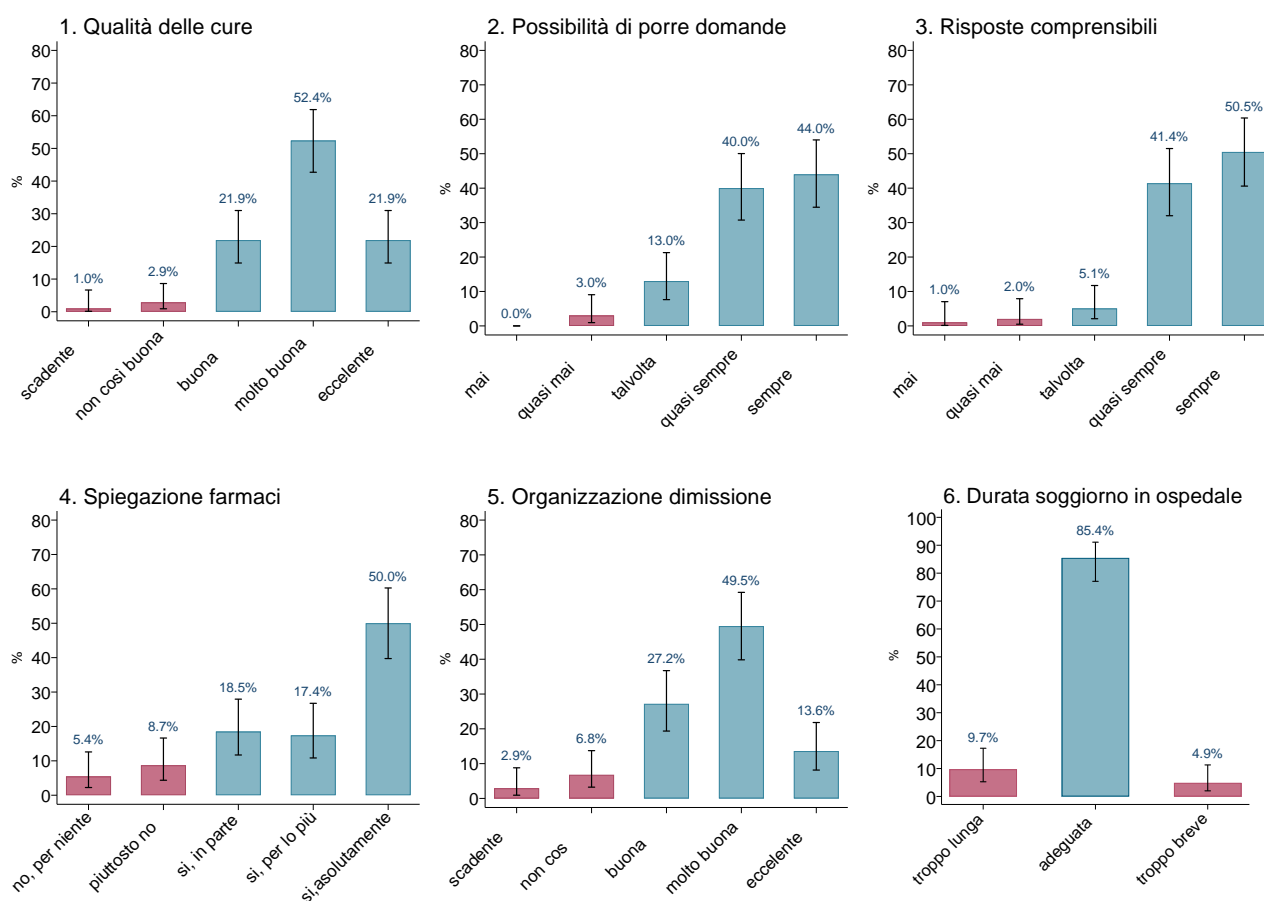 1. Qualità delle cure
80
70
60
50
40
30
20
10
0
%
1.0%
2.9%
21.9%
52.4%
21.9%
scadente
non così buona
buona
molto buona
eccelente
2. Possibilità di porre domande
80
70
60
50
40
30
20
10
0
%
0.0%
3.0%
13.0%
40.0%
44.0%
mai
quasi mai
talvolta
quasi sempre
sempre
3. Risposte comprensibili
80
70
60
50
40
30
20
10
0
%
1.0%
2.0%
5.1%
41.4%
50.5%
mai
quasi mai
talvolta
quasi sempre
sempre
4. Spiegazione farmaci
80
70
60
50
40
30
20
10
0
%
5.4%
8.7%
18.5%
17.4%
50.0%
no, per niente
piuttosto no
si, in parte
si, per lo più
si,asolutamente
5. Organizzazione dimissione
80
70
60
50
40
30
20
10
0
%
2.9%
6.8%
27.2%
49.5%
13.6%
scadente
non cos
buona
molto buona
eccelente
6. Durata soggiorno in ospedale
100
90
80
70
60
50
40
30
20
10
0
%
9.7%
85.4%
4.9%
troppo lunga
adeguata
troppo breve